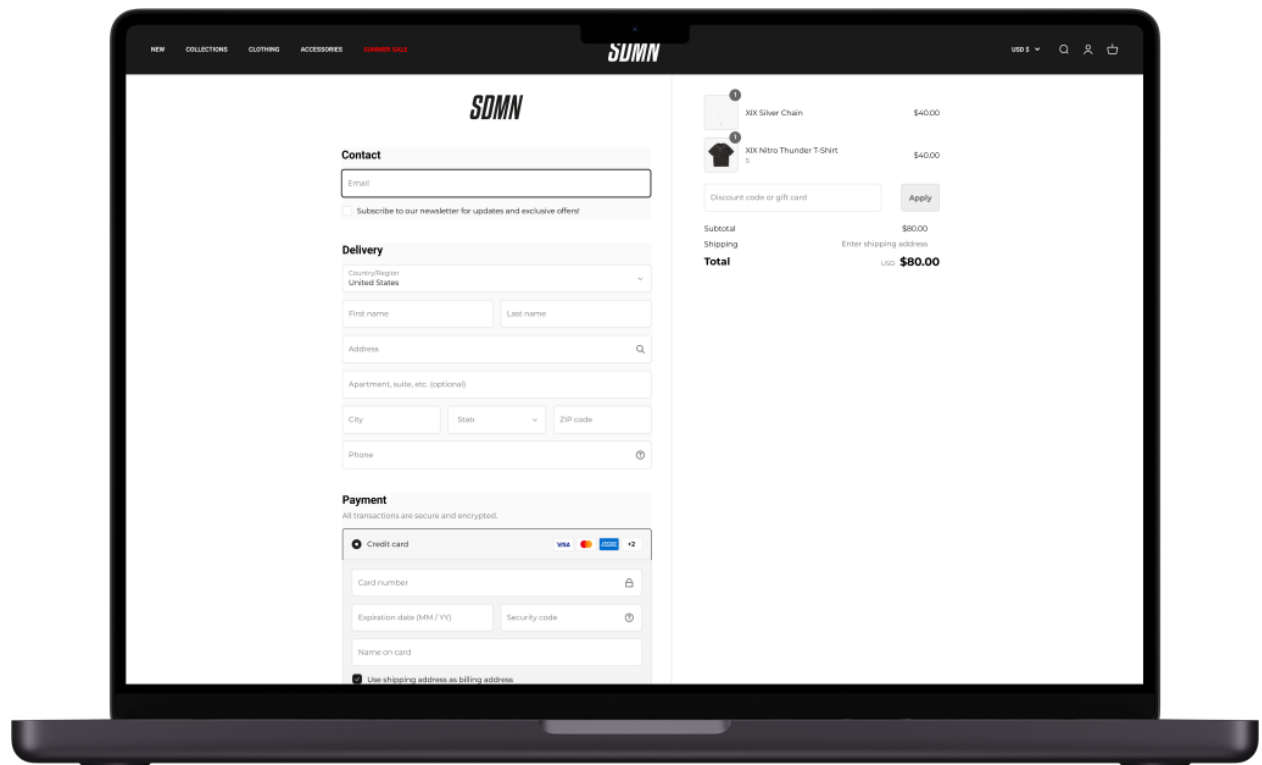 NEW COLLECTIONS CLOTHING ACCESSORIES SUMMER SALE SDMN USD $
SDMN
Contact
Email
Subscribe to our newsletter for updates and exclusive offers!
Delivery
Country/Region
United States
First name Last name
Address
Apartment, suite, etc. (optional)
City State ZIP code
Phone
Payment
All transactions are secure and encrypted.
Credit card VISA +2
Card number
Expiration date (MM / YY) Security code
Name on card
Use shipping address as billing address
1
XIX Silver Chain $40.00
1
XIX Nitro Thunder T-Shirt $40.00
S
Discount code or gift card Apply
Subtotal $80.00
Shipping Enter shipping address
Total USD $80.00